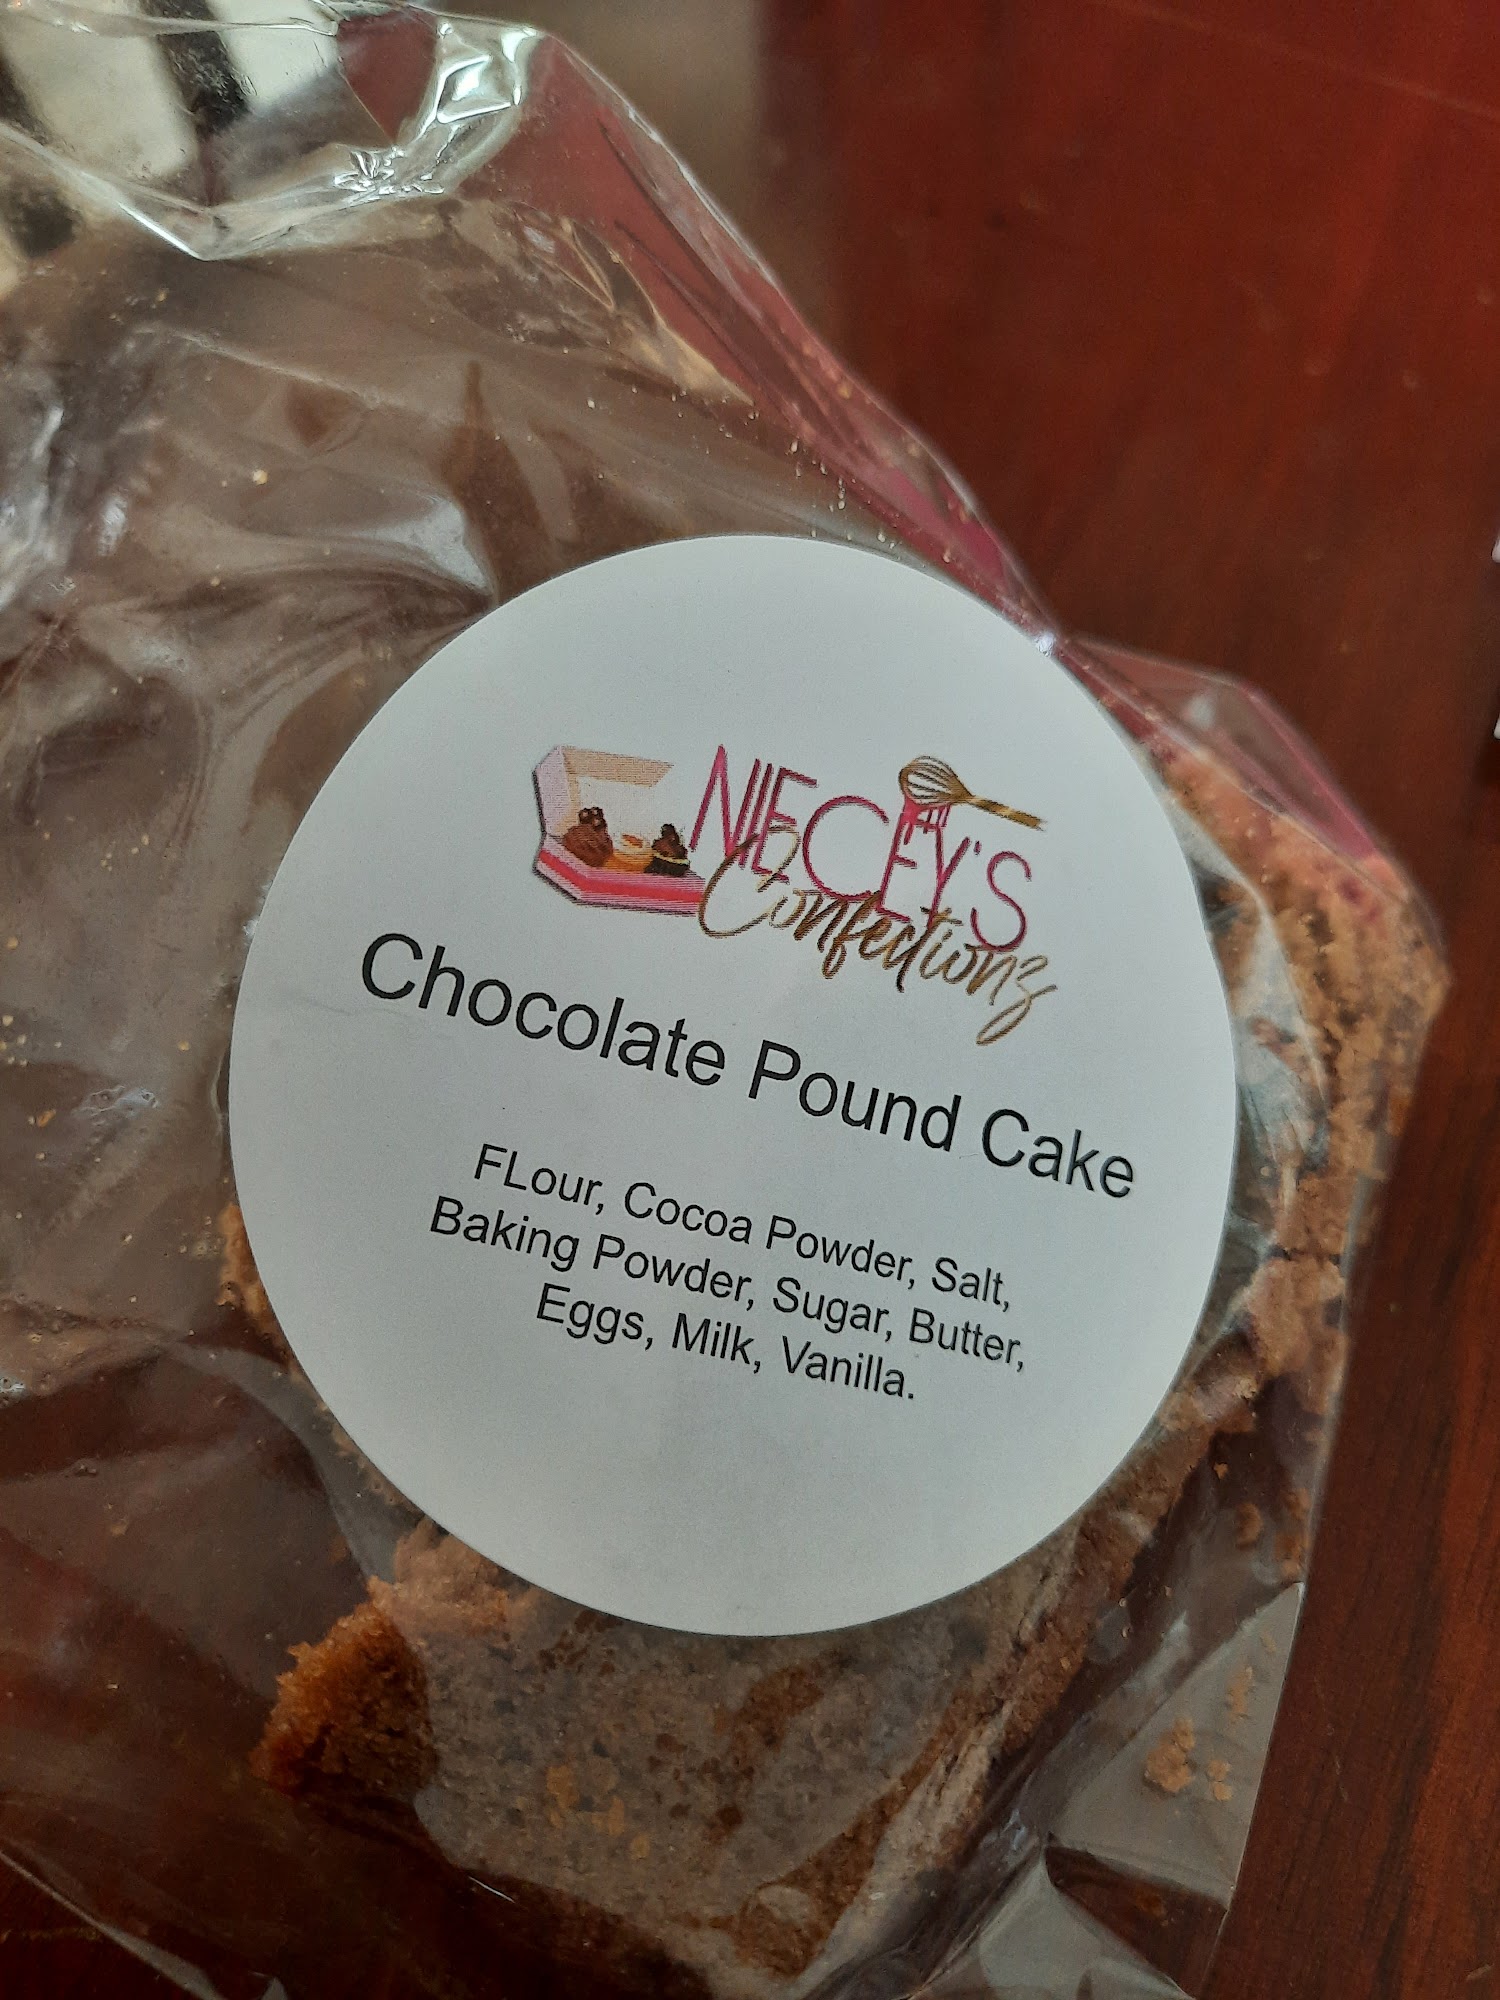 NIECEY'S
Confectionz
Chocolate Pound Cake
FLour, Cocoa Powder, Salt,
Baking Powder, Sugar, Butter,
Eggs, Milk, Vanilla.